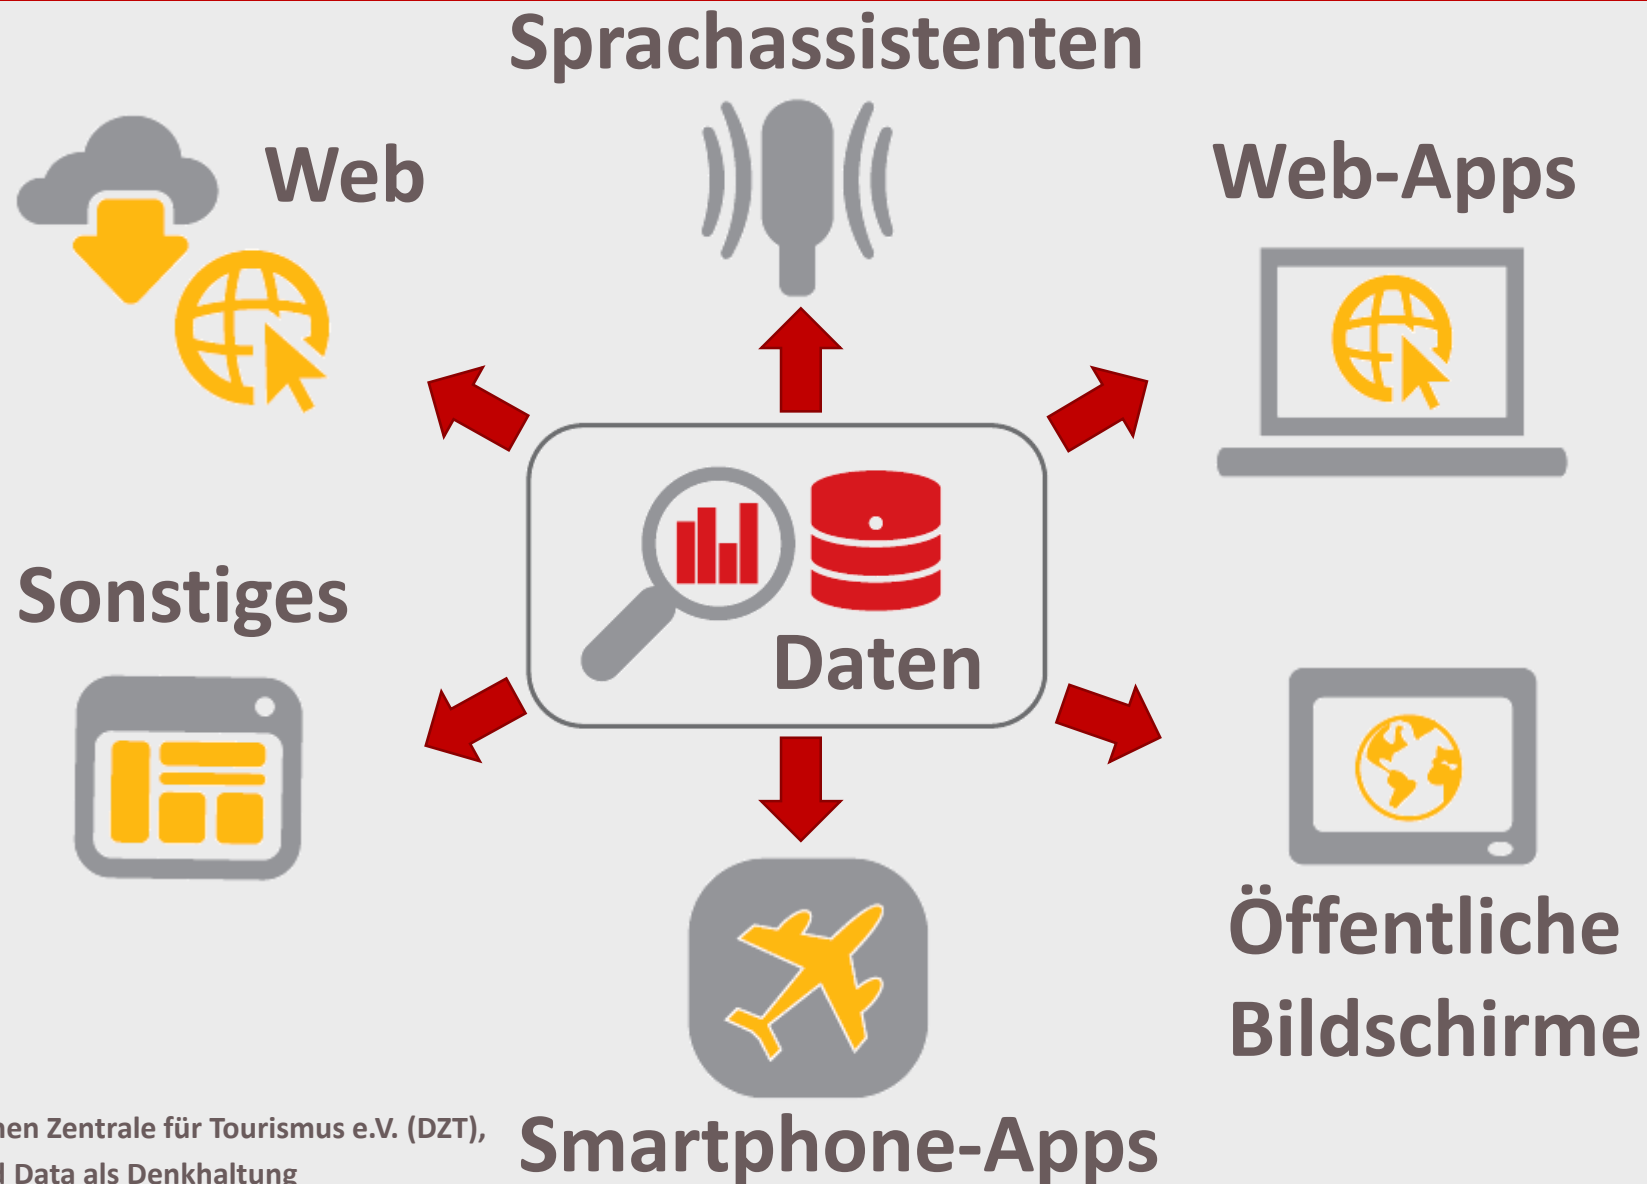 Sprachassistenten
Web
Web-Apps
Sonstiges
Daten
Öffentliche
Bildschirme
Zentrale für Tourismus e.V. (DZT),
Data als Denkhaltung
Smartphone-Apps